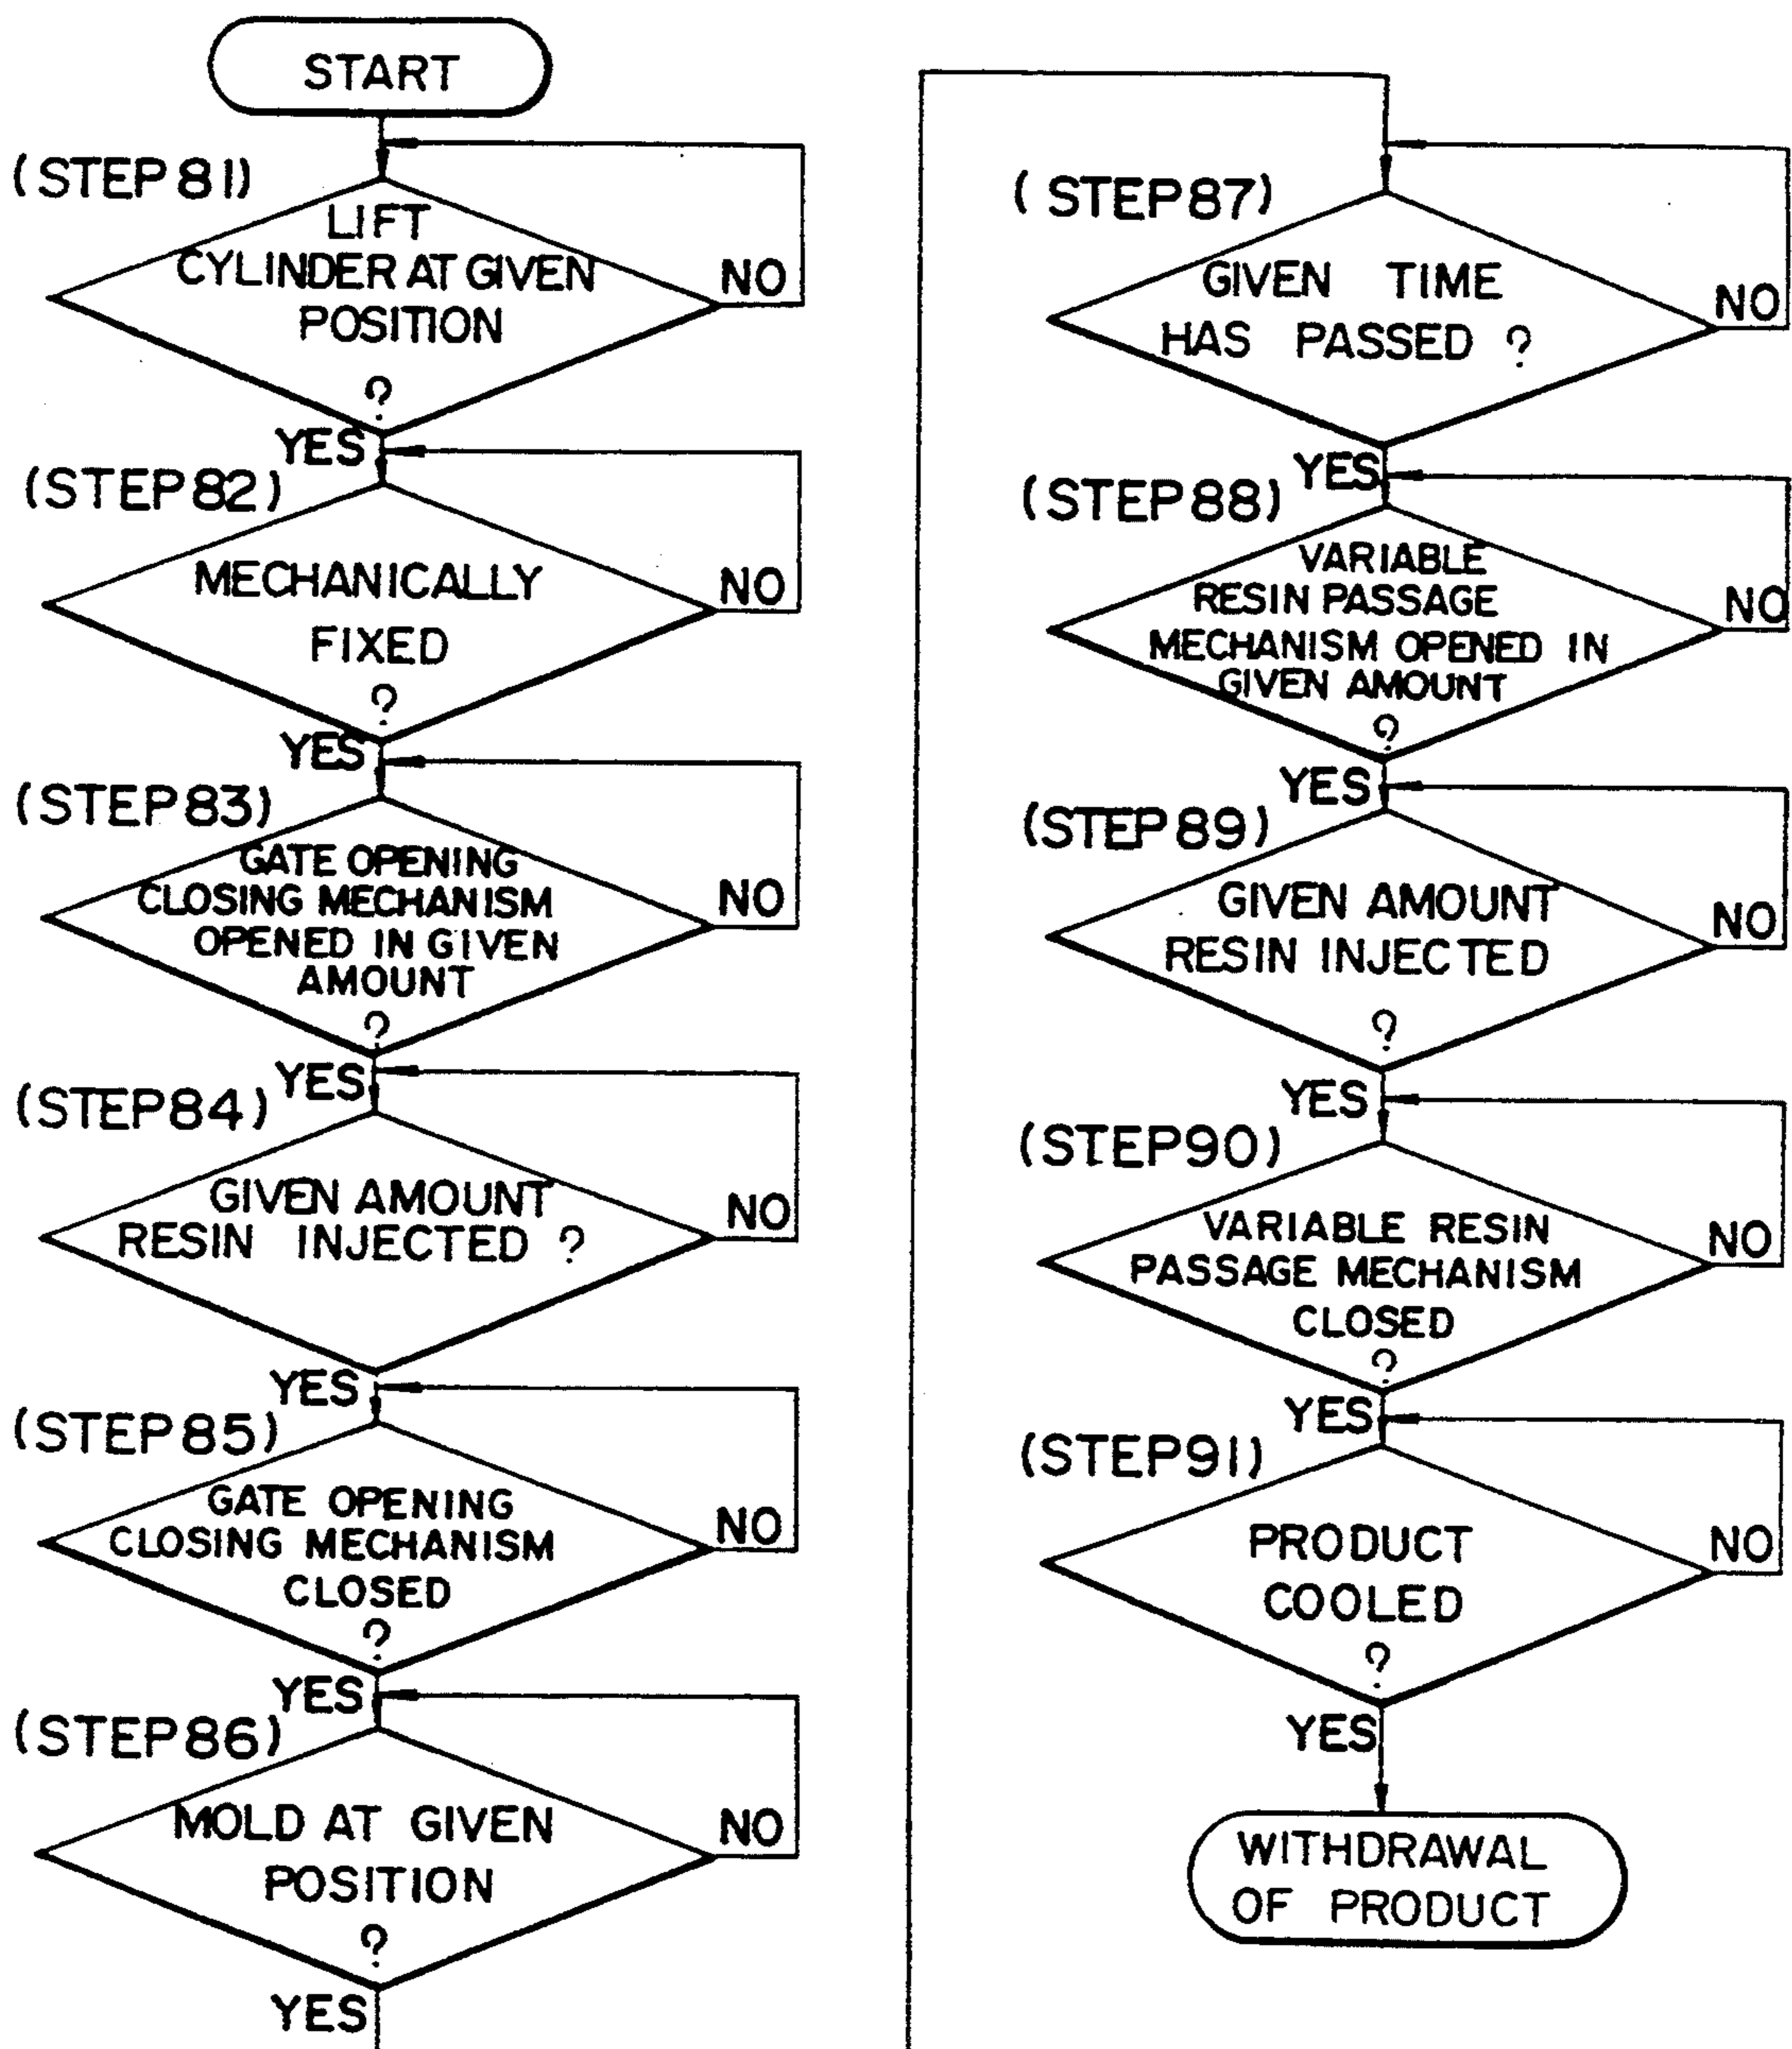 START
(STEP 81)
LIFT
CYLINDER AT GIVEN
POSITION
?
NO
YES
(STEP 82)
MECHANICALLY
FIXED
?
NO
YES
(STEP 83)
GATE OPENING
CLOSING MECHANISM
OPENED IN GIVEN
AMOUNT
?
NO
YES
(STEP 84)
GIVEN AMOUNT
RESIN INJECTED ?
NO
YES
(STEP 85)
GATE OPENING
CLOSING MECHANISM
CLOSED
?
NO
YES
(STEP 86)
MOLD AT GIVEN
POSITION
?
NO
YES
(STEP 87)
GIVEN TIME
HAS PASSED ?
NO
YES
(STEP 88)
VARIABLE
RESIN PASSAGE
MECHANISM OPENED IN
GIVEN AMOUNT
?
NO
YES
(STEP 89)
GIVEN AMOUNT
RESIN INJECTED
?
NO
YES
(STEP 90)
VARIABLE RESIN
PASSAGE MECHANISM
CLOSED
?
NO
YES
(STEP 91)
PRODUCT
COOLED
?
NO
YES
WITHDRAWAL
OF PRODUCT